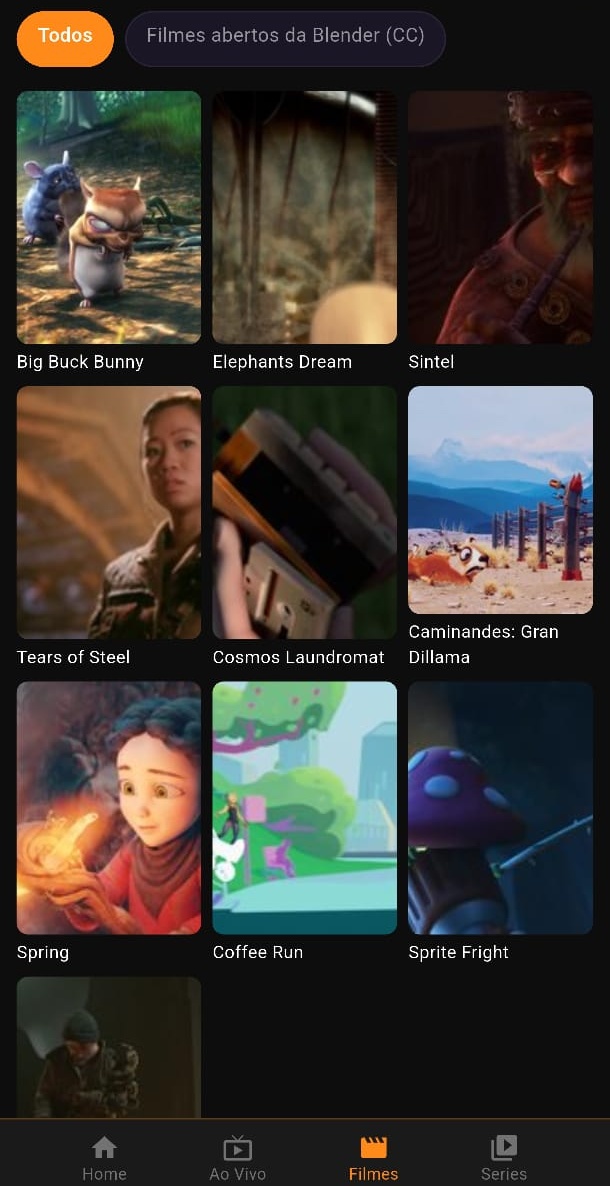 Todos
Filmes abertos da Blender (CC)
Big Buck Bunny
Elephants Dream
Sintel
Tears of Steel
Cosmos Laundromat
Caminandes: Gran
Dillama
Spring
Coffee Run
Sprite Fright
Home
Ao Vivo
Filmes
Series